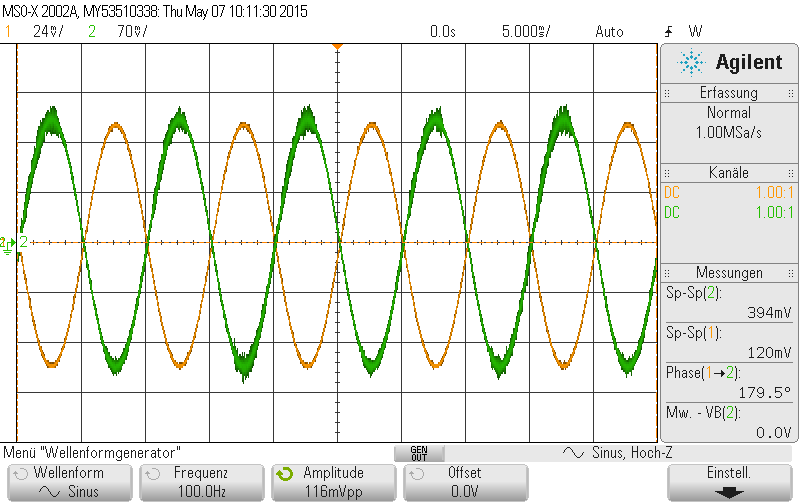 MSO-X 2002A, MY53510338: Thu May 07 10:11:30 2015
1 24mV/ 2 70mV/ 0.0s 5.000ms/ Auto W
Agilent
Erfassung
Normal
1.00MSa/s
Kanäle
DC 1.00:1
DC 1.00:1
Messungen
Sp-Sp(2):
394mV
Sp-Sp(1):
120mV
Phase(1→2):
179.5°
Mw. - VB(2):
0.0V
2 2
Menü "Wellenformgenerator"
GEN OUT
Sinus, Hoch-Z
Wellenform
Sinus
Frequenz
100.0Hz
Amplitude
116mVpp
Offset
0.0V
Einstell.